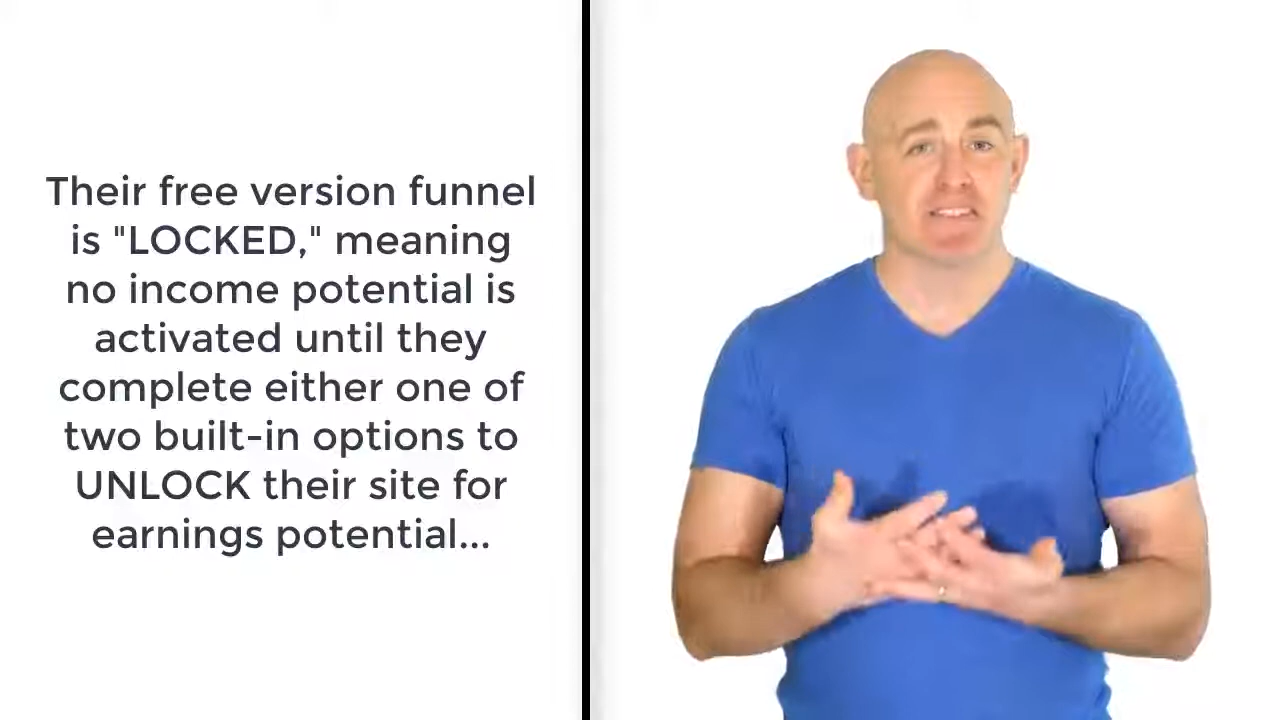 Their free version funnel
is "LOCKED," meaning
no income potential is
activated until they
complete either one of
two built-in options to
UNLOCK their site for
earnings potential...